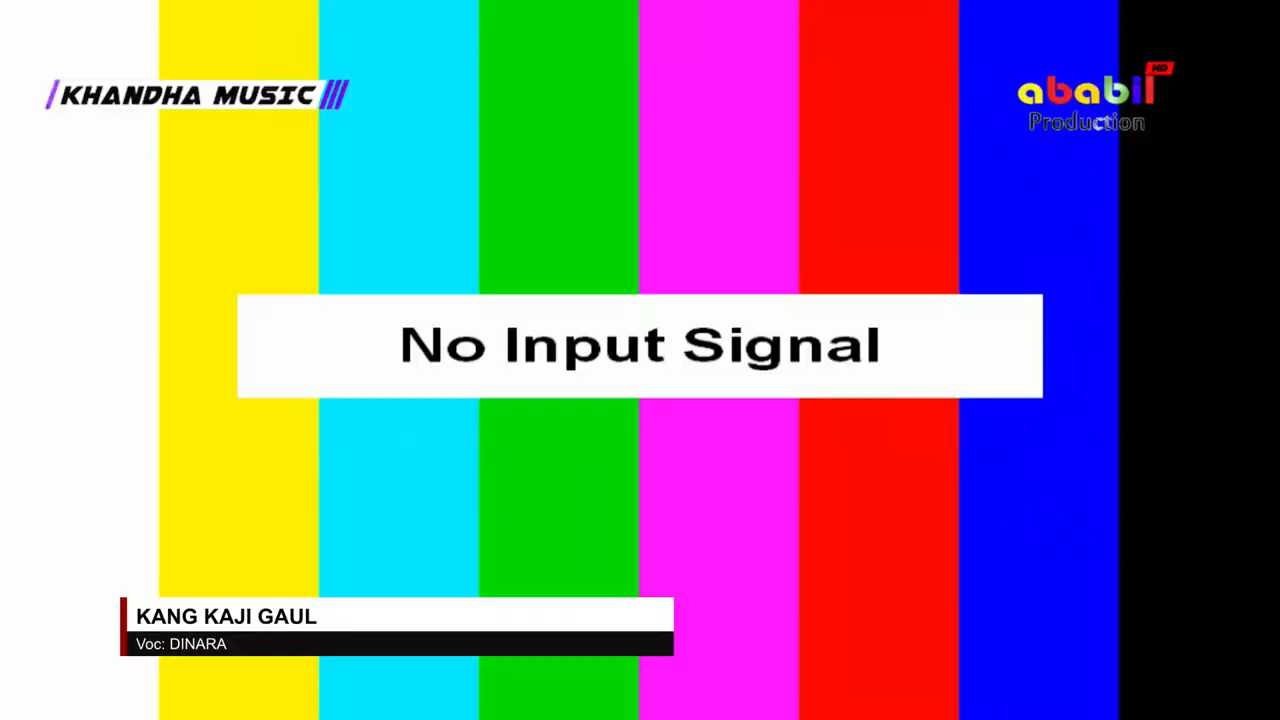 KHANDHA MUSIC
HD
ababil
Production
No Input Signal
KANG KAJI GAUL
Voc: DINARA